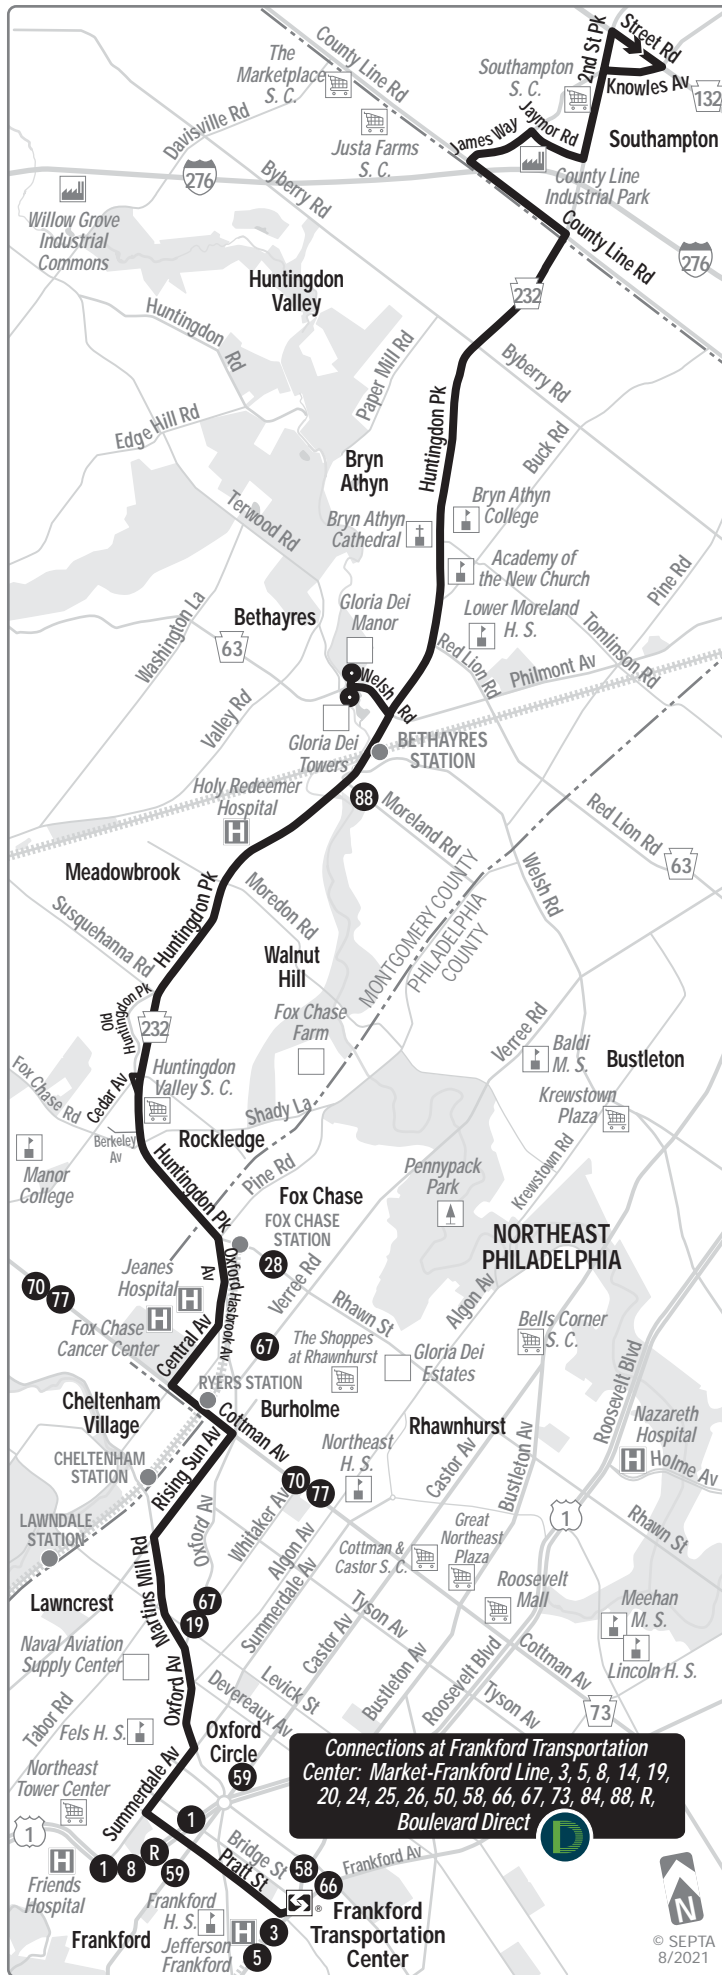 The
Marketplace
S. C.
County Line Rd
Southampton
S. C.
2nd St Pk
Street Rd
Knowles Av
132
Davisville Rd
Justa Farms
S. C.
James Way
Jaymor Rd
Southampton
276
Byberry Rd
County Line
Industrial Park
Willow Grove
Industrial
Commons
County Line Rd
276
Huntingdon
Valley
232
Huntingdon
Rd
Paper Mill Rd
Byberry Rd
Edge Hill Rd
Huntingdon Pk
Buck Rd
Bryn
Athyn
Terwood Rd
Bryn Athyn
Cathedral
Bryn Athyn
College
Academy of
the New Church
Pine Rd
Washington La
Bethayres
63
Gloria Dei
Manor
Lower Moreland
H. S.
Tomlinson Rd
Red Lion Rd
Philmont Av
Welsh Rd
Valley Rd
Gloria Dei
Towers
BETHAYRES
STATION
Holy Redeemer
Hospital
88
Moreland Rd
Red Lion Rd
63
Meadowbrook
Huntingdon Pk
Welsh Rd
Susquehanna Rd
Moredon Rd
MONTGOMERY COUNTY
PHILADELPHIA
COUNTY
Walnut
Hill
Old
Huntingdon Pk
232
Fox Chase
Farm
Verree Rd
Baldi
M. S.
Bustleton
Fox Chase Rd
Cedar Av
Huntingdon
Valley S. C.
Krewstown
Plaza
Shady La
Berkeley
Av
Rockledge
Manor
College
Pine Rd
Krewstown Rd
Huntingdon Pk
Fox Chase
Pennypack
Park
FOX CHASE
STATION
NORTHEAST
PHILADELPHIA
28
Jeanes
Hospital
Oxford
Av
Hasbrook Av
Verree Rd
Algon Av
70
77
Rhawn St
Fox Chase
Cancer Center
Central Av
67
The Shoppes
at Rhawnhurst
Gloria Dei
Estates
Bells Corner
S. C.
Roosevelt Blvd
RYERS STATION
Cheltenham
Village
Burholme
Cottman Av
Rhawnhurst
Nazareth
Hospital
Holme Av
CHELTENHAM
STATION
Rising Sun Av
Northeast
H. S.
Castor Av
Bustleton Av
70
77
LAWNDALE
STATION
Oxford Av
Whitaker Av
Algon Av
1
Martins Mill Rd
Summerdale Av
Cottman &
Castor S. C.
Great
Northeast
Plaza
Rhawn St
Lawncrest
67
19
Castor Av
Tyson Av
Roosevelt
Mall
Meehan
M. S.
Naval Aviation
Supply Center
Bustleton Av
Lincoln H. S.
Oxford Av
Levick St
Devereaux Av
Roosevelt Blvd
Cottman Av
Tyson Av
Tabor Rd
73
Fels H. S.
Oxford
Circle
59
Northeast
Tower Center
Summerdale Av
Connections at Frankford Transportation
Center: Market-Frankford Line, 3, 5, 8, 14, 19,
20, 24, 25, 26, 50, 58, 66, 67, 73, 84, 88, R,
Boulevard Direct
1
1
Bridge St
Frankford Av
Pratt St
1
8
R
59
58
66
Friends
Hospital
Frankford
H. S.
Frankford
Transportation
Center
Frankford
Jefferson
Frankford
3
5
N
© SEPTA
8/2021